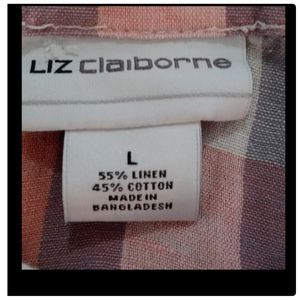 LIZ claiborne
L
55% LINEN
45% COTTON
MADE IN
BANGLADESH